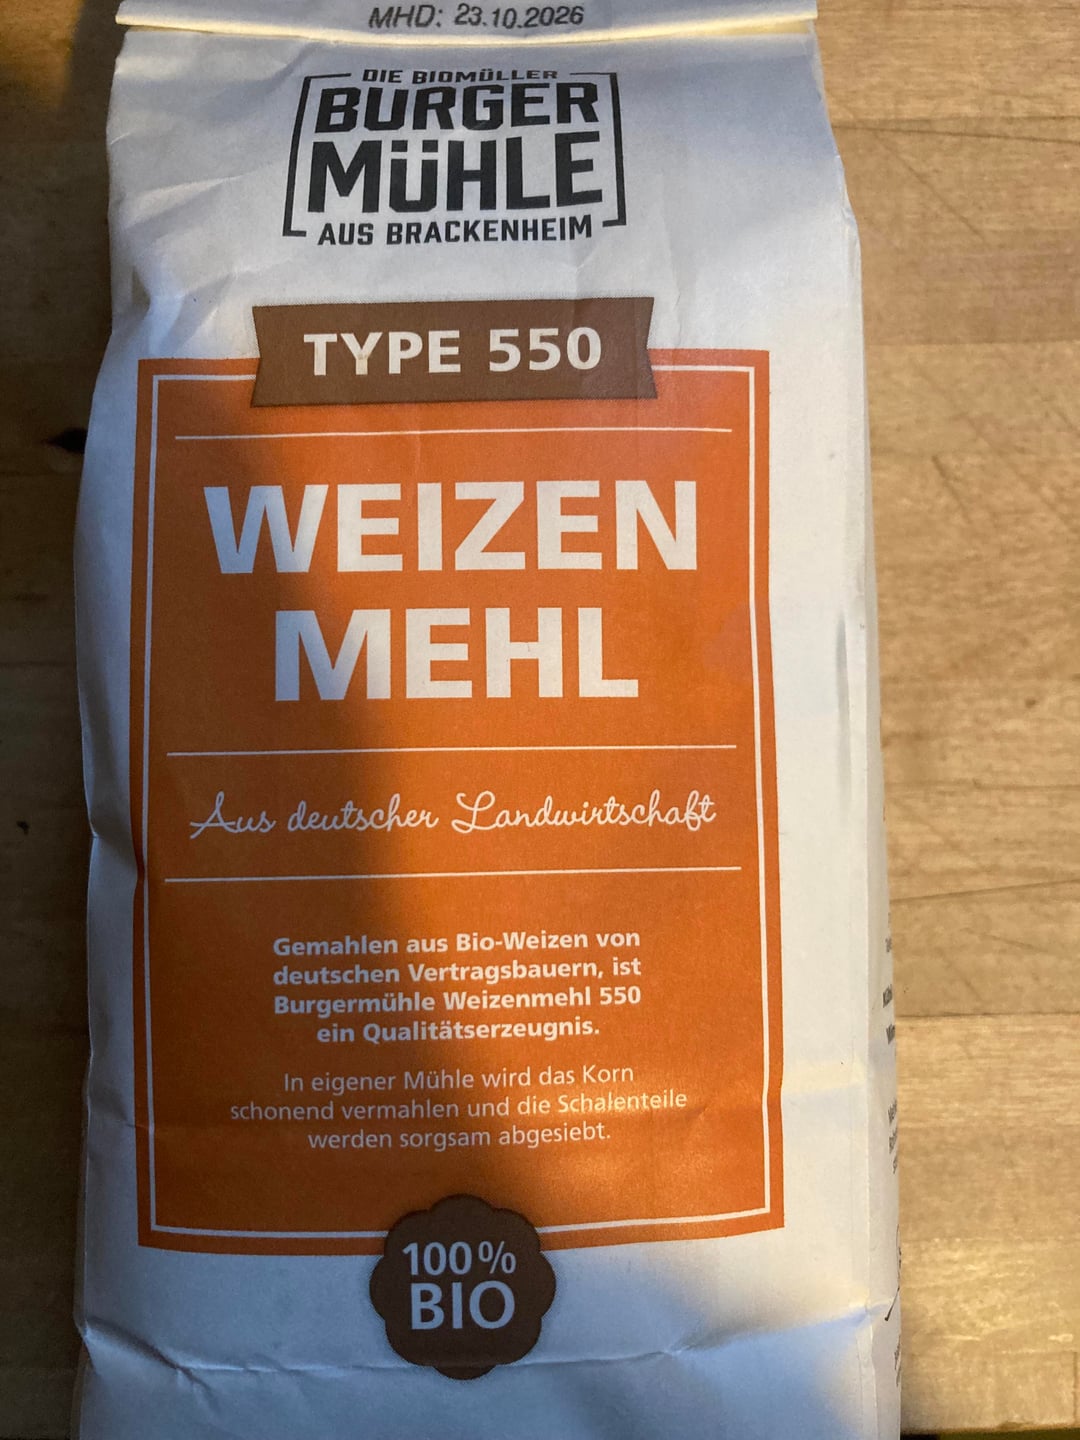 MHD: 23.10.2026
DIE BIOMÜLLER
BURGER
MÜHLE
AUS BRACKENHEIM
TYPE 550
WEIZEN
MEHL
Aus deutscher Landwirtschaft
Gemahlen aus Bio-Weizen von
deutschen Vertragsbauern, ist
Burgermühle Weizenmehl 550
ein Qualitätserzeugnis.
In eigener Mühle wird das Korn
schonend vermahlen und die Schalenteile
werden sorgsam abgesiebt.
100%
BIO